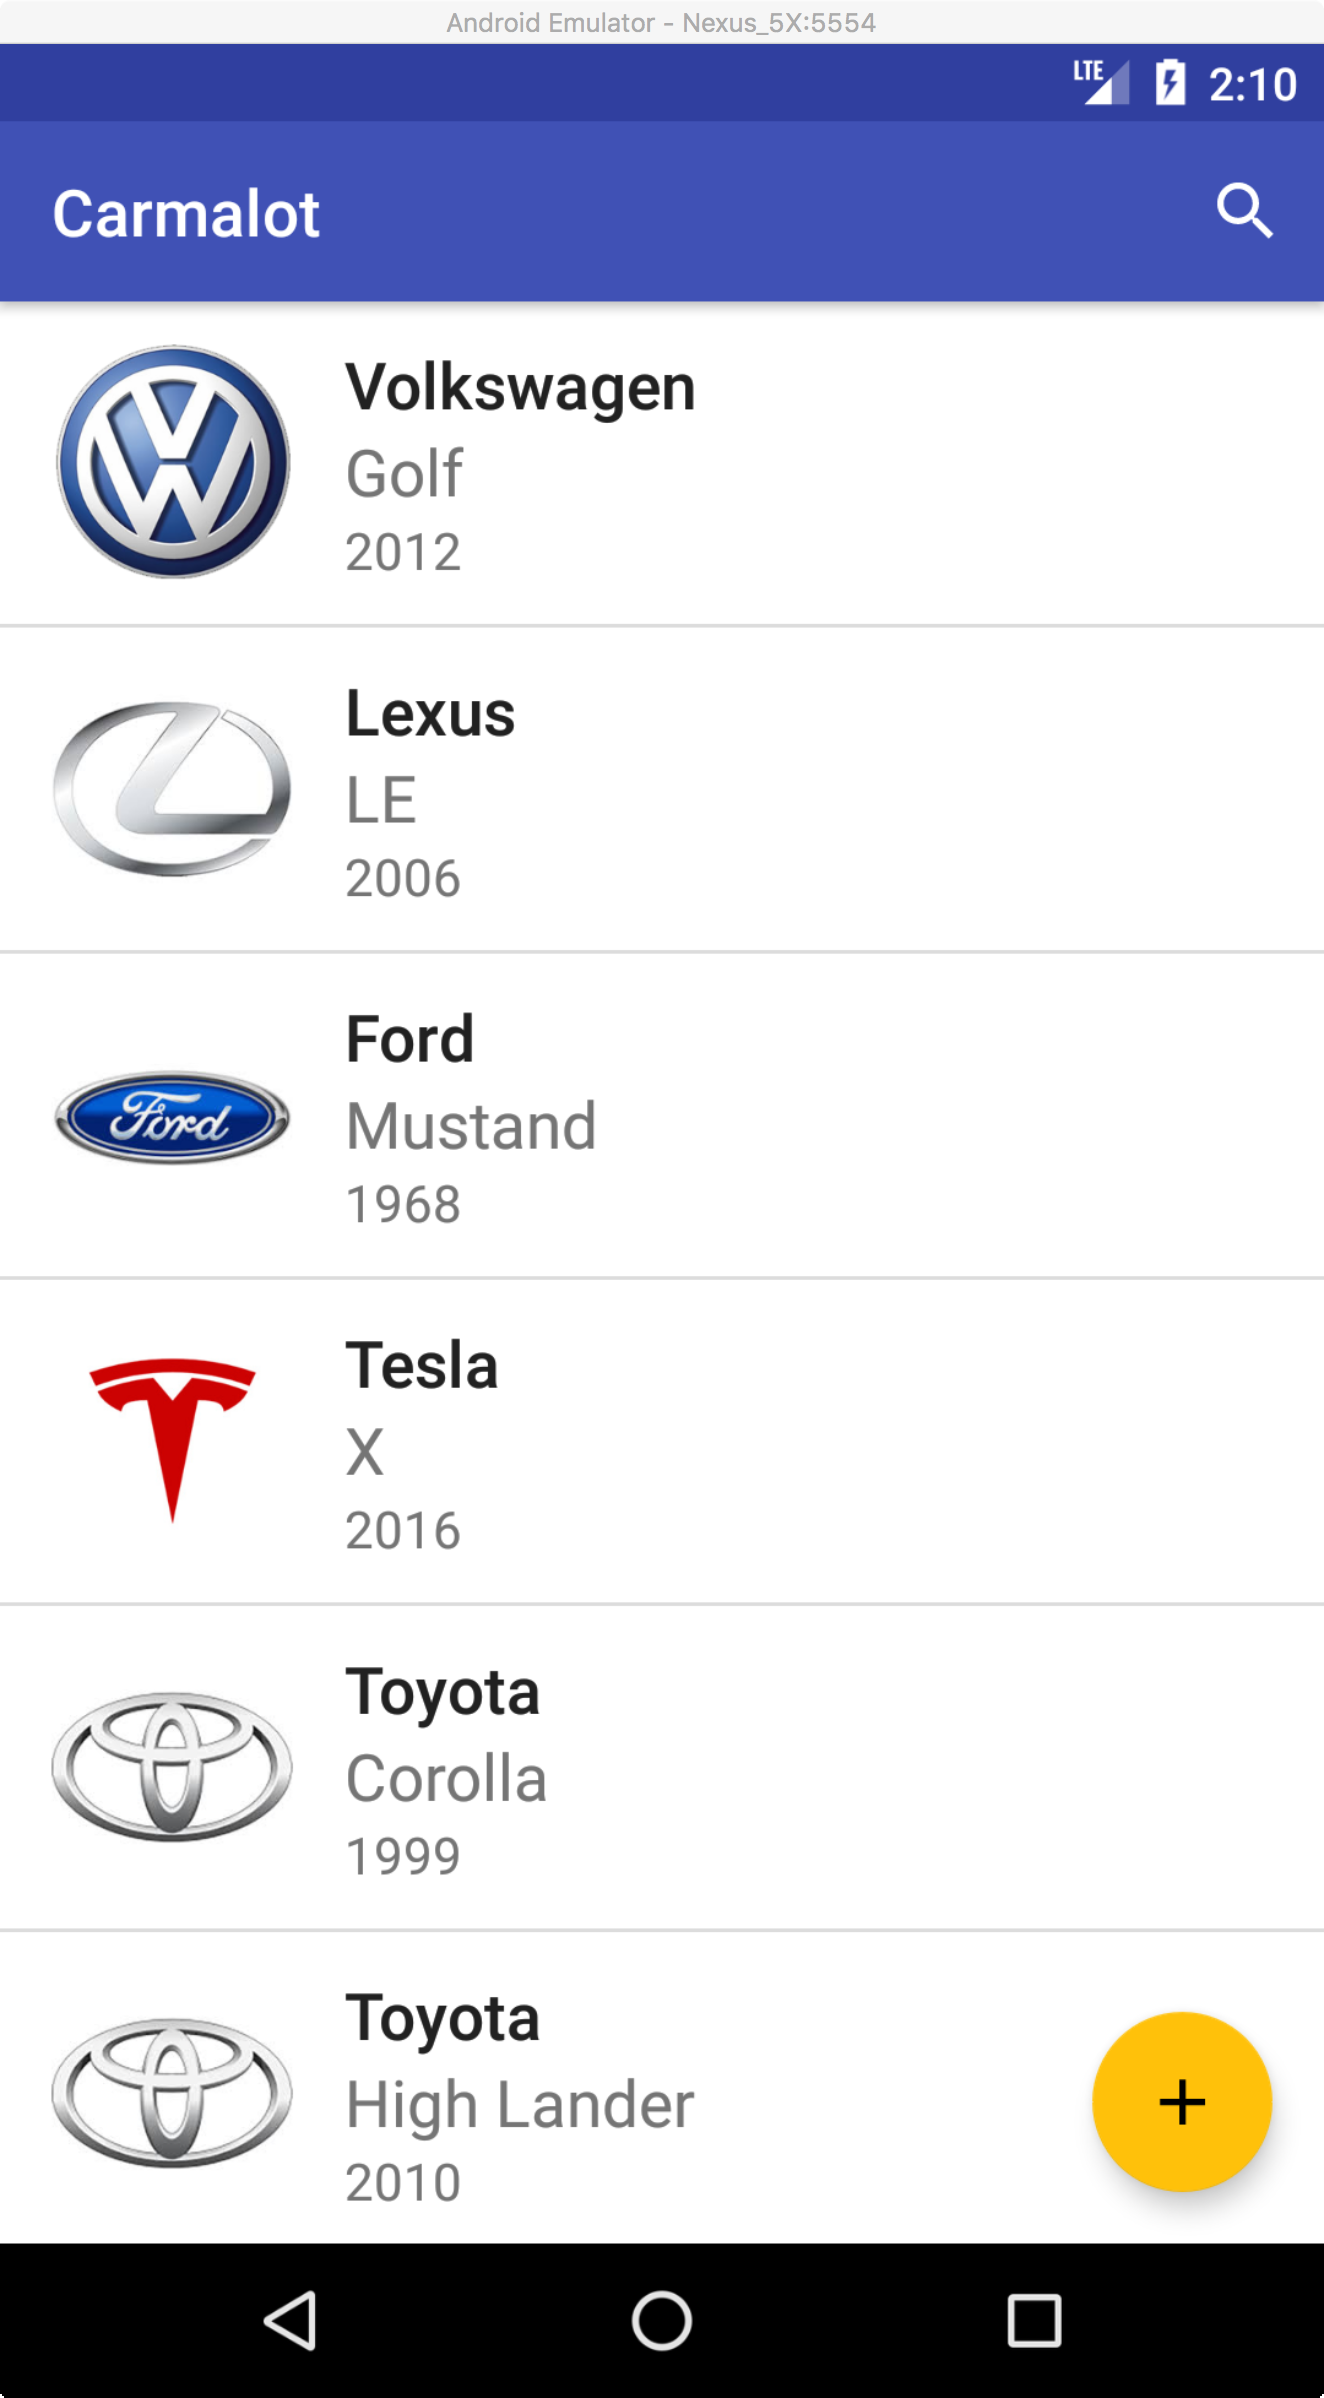 Android Emulator - Nexus_5X:5554
LTE 2:10
Carmalot
Volkswagen
Golf
2012
Lexus
LE
2006
Ford
Ford
Mustand
1968
Tesla
X
2016
Toyota
Corolla
1999
Toyota
High Lander
2010